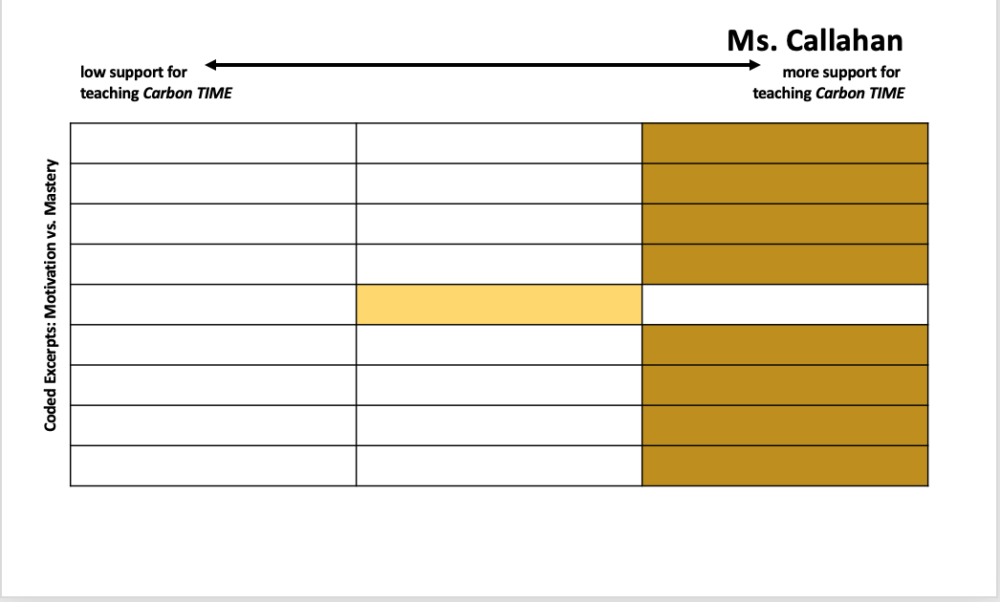 Ms. Callahan
low support for
teaching Carbon TIME
more support for
teaching Carbon TIME
Coded Excerpts: Motivation vs. Mastery